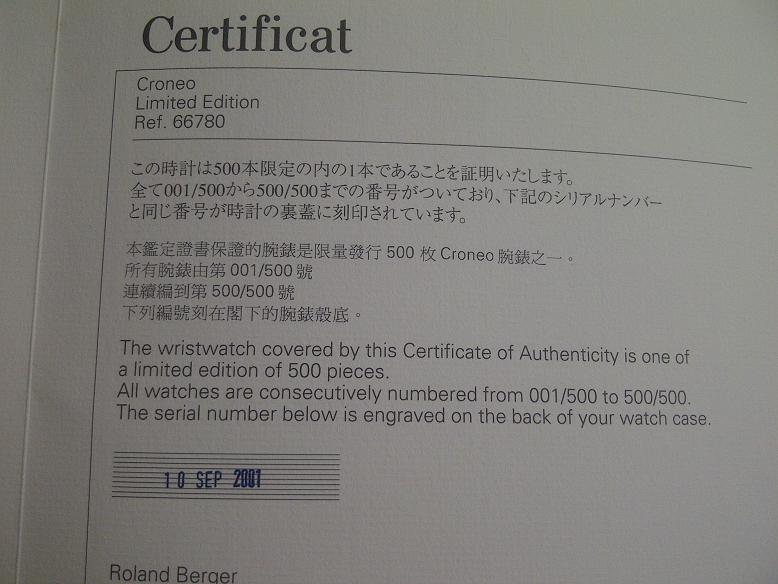 Certificat
Croneo
Limited Edition
Ref. 66780
この時計は500本限定の内の1本であることを証明いたします。
全て001/500から500/500までの番号がついており、下記のシリアルナンバー
と同じ番号が時計の裏蓋に刻印されています。
本鑑定證書保證的腕錶是限量發行 500 枚 Croneo 腕錶之一。
所有腕錶由第 001/500 號
連續編到第 500/500 號
下列編號刻在閣下的腕錶殼底。
The wristwatch covered by this Certificate of Authenticity is one of
a limited edition of 500 pieces.
All watches are consecutively numbered from 001/500 to 500/500.
The serial number below is engraved on the back of your watch case.
10 SEP 2001
Roland Berger